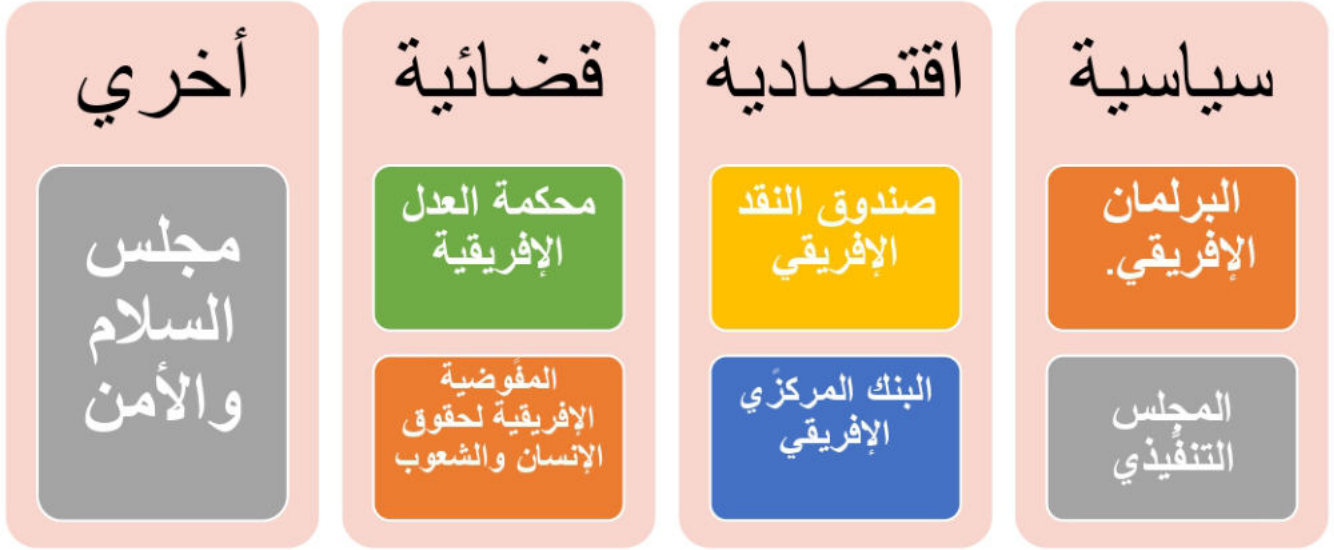 سياسية
البرلمان
الإفريقي.
المجلس
التنفيذي
اقتصادية
صندوق النقد
الإفريقي
البنك المركزي
الإفريقي
قضائية
محكمة العدل
الإفريقية
المفوضية
الإفريقية لحقوق
الإنسان والشعوب
أخري
مجلس
السلام
والأمن